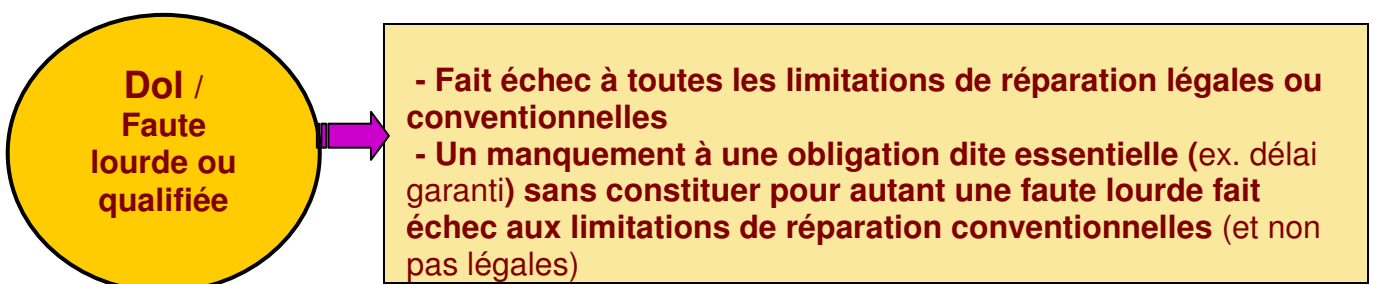 Dol /
Faute
lourde ou
qualifiée
- Fait échec à toutes les limitations de réparation légales ou
conventionnelles
- Un manquement à une obligation dite essentielle (ex. délai
garanti) sans constituer pour autant une faute lourde fait
échec aux limitations de réparation conventionnelles (et non
pas légales)